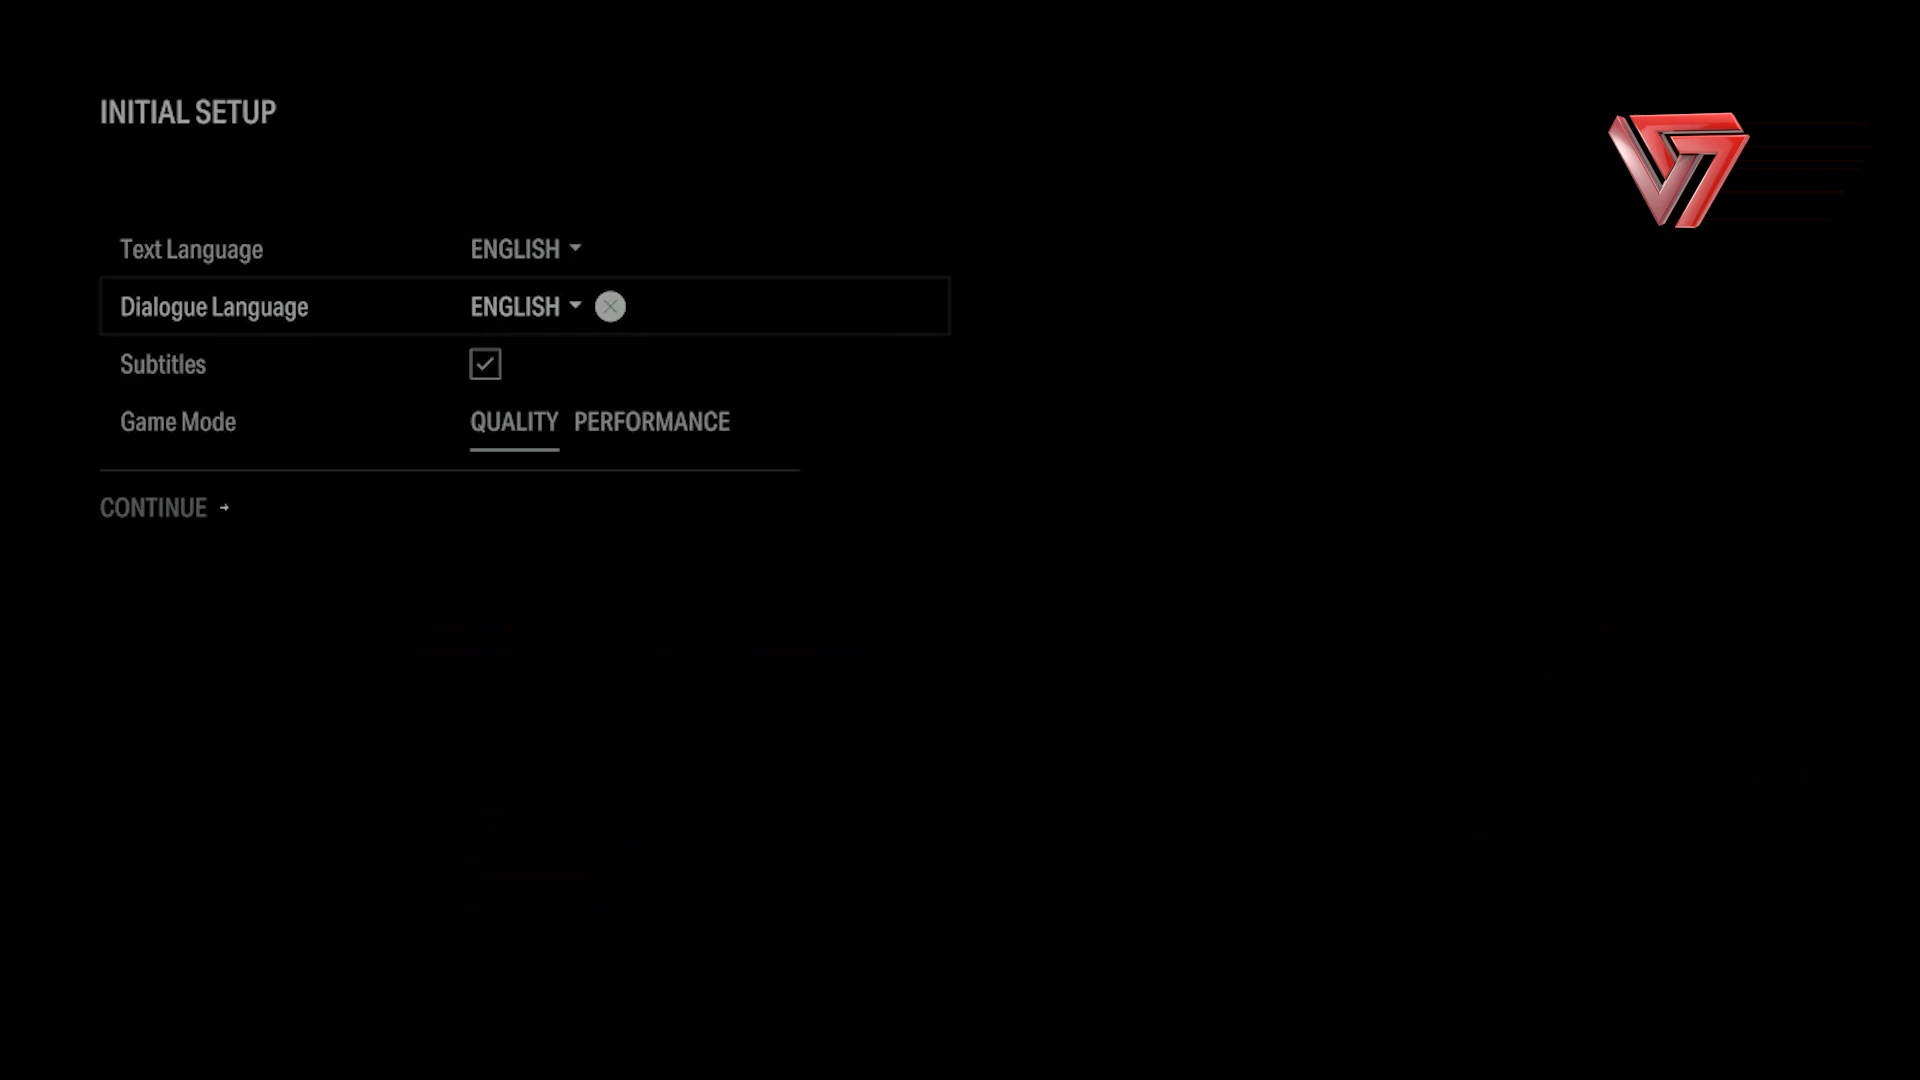 INITIAL SETUP
Text Language ENGLISH
Dialogue Language ENGLISH
Subtitles
Game Mode QUALITY PERFORMANCE
CONTINUE